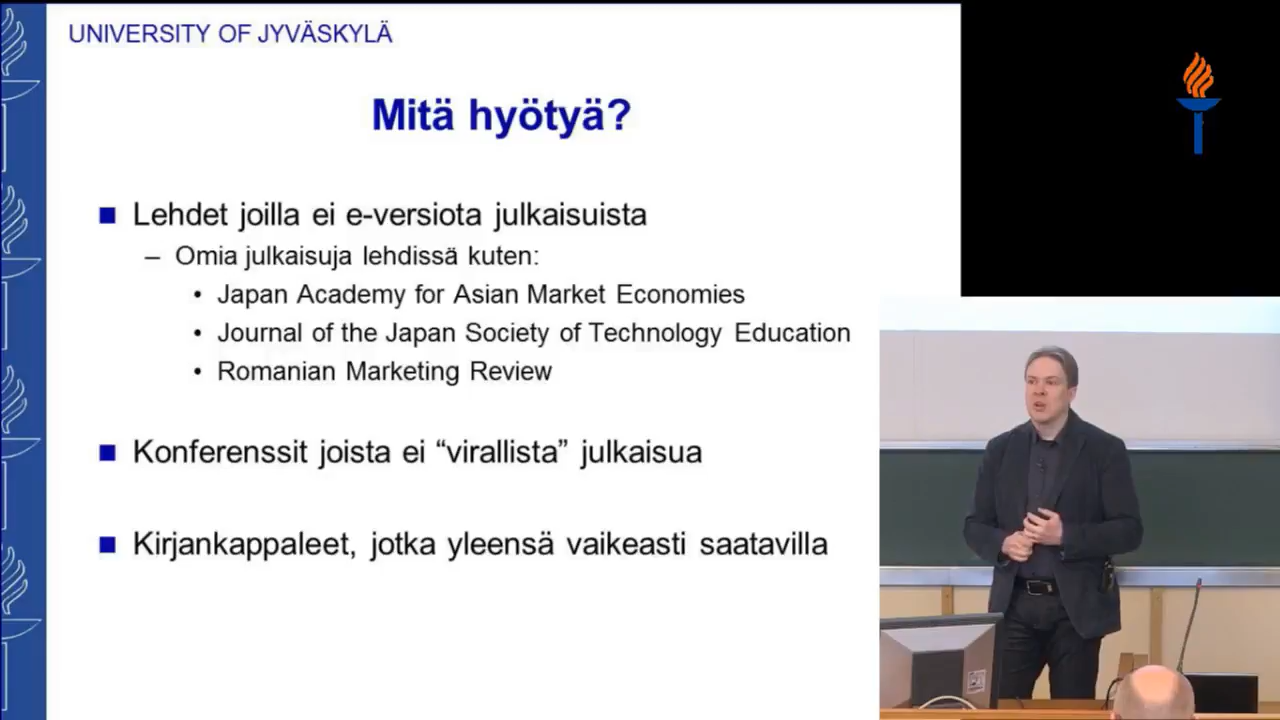 UNIVERSITY OF JYVÄSKYLÄ
Mitä hyötyä?
Lehdet joilla ei e-versiota julkaisuista
– Omia julkaisuja lehdissä kuten:
• Japan Academy for Asian Market Economies
• Journal of the Japan Society of Technology Education
• Romanian Marketing Review
Konferenssit joista ei “virallista” julkaisua
Kirjankappaleet, jotka yleensä vaikeasti saatavilla